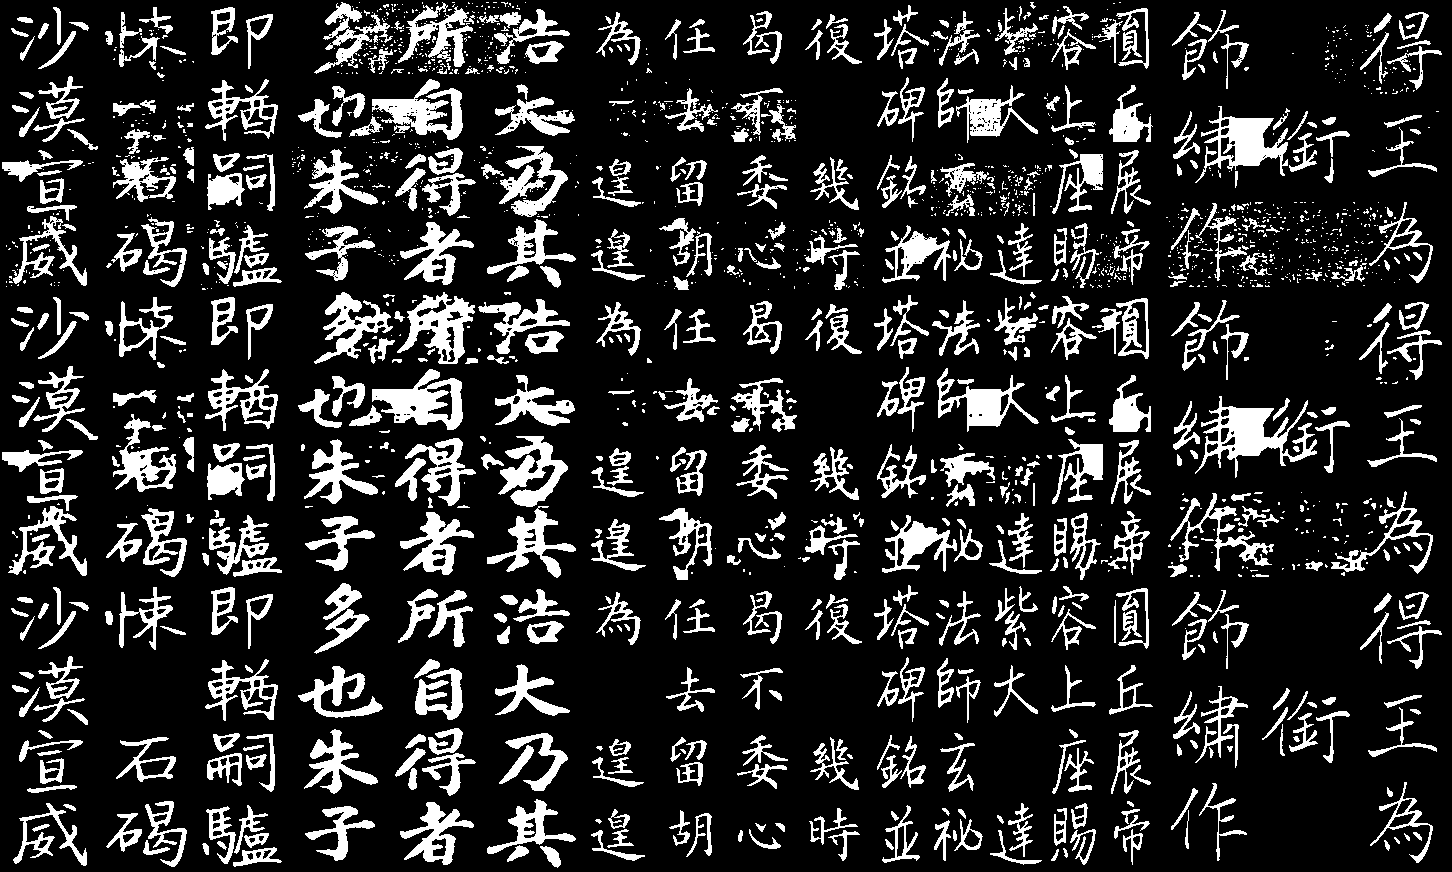 得王為
銜
飾繡作
圓丘展帝
容上座賜
紫大達
法師玄祕
塔碑銘並
復幾時
曷不委心
任去留胡
為遑遑
浩大乃其
所自得者
多也朱子
即輶嗣驢
悚石碣
沙漠宣威
得王為
銜
飾繡作
圓丘展帝
容上座賜
紫大達
法師玄祕
塔碑銘並
復幾時
曷不委心
任去留胡
為遑遑
浩大乃其
所自得者
多也朱子
即輶嗣驢
悚石碣
沙漠宣威
得王為
銜
飾繡作
圓丘展帝
容上座賜
紫大達
法師玄祕
塔碑銘並
復幾時
曷不委心
任去留胡
為遑遑
浩大乃其
所自得者
多也朱子
即輶嗣驢
悚石碣
沙漠宣威